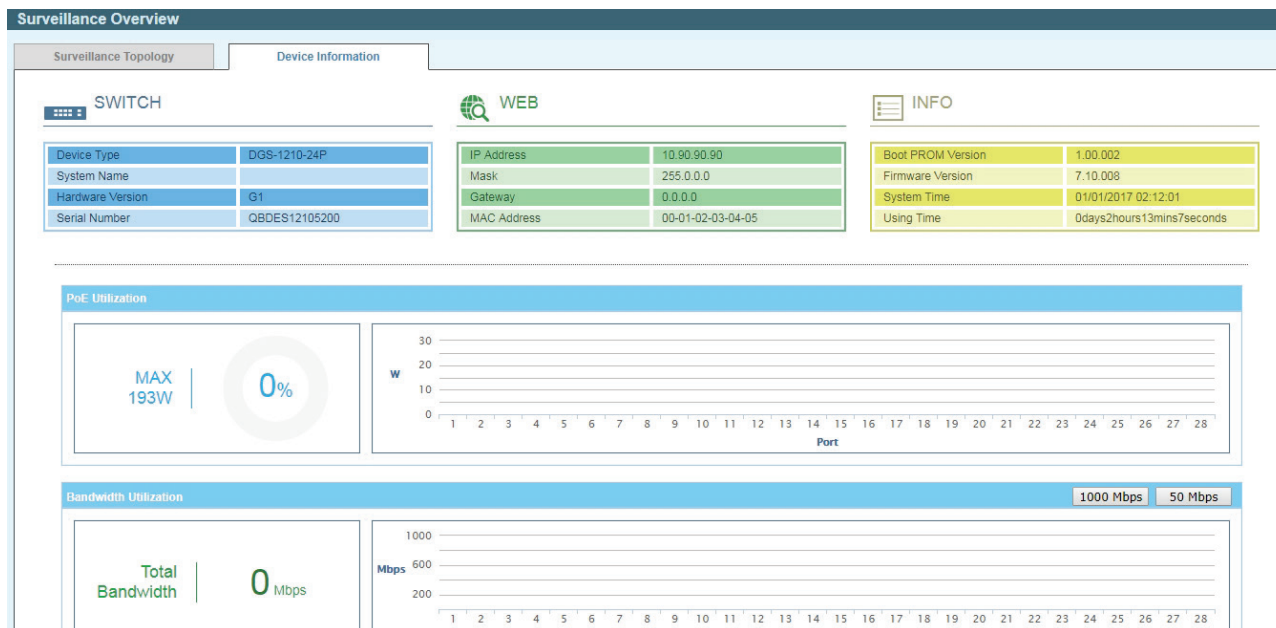 Surveillance Overview
Surveillance Topology
Device Information
SWITCH
Device Type DGS-1210-24P
System Name
Hardware Version G1
Serial Number QBDES12105200
WEB
IP Address 10.90.90.90
Mask 255.0.0.0
Gateway 0.0.0.0
MAC Address 00-01-02-03-04-05
INFO
Boot PROM Version 1.00.002
Firmware Version 7.10.008
System Time 01/01/2017 02:12:01
Using Time 0days2hours13mins7seconds
PoE Utilization
MAX
193W
0%
30
20
W
10
0
1 2 3 4 5 6 7 8 9 10 11 12 13 14 15 16 17 18 19 20 21 22 23 24 25 26 27 28
Port
Bandwidth Utilization
1000 Mbps
50 Mbps
Total
Bandwidth
0 Mbps
1000
Mbps 600
200
1 2 3 4 5 6 7 8 9 10 11 12 13 14 15 16 17 18 19 20 21 22 23 24 25 26 27 28